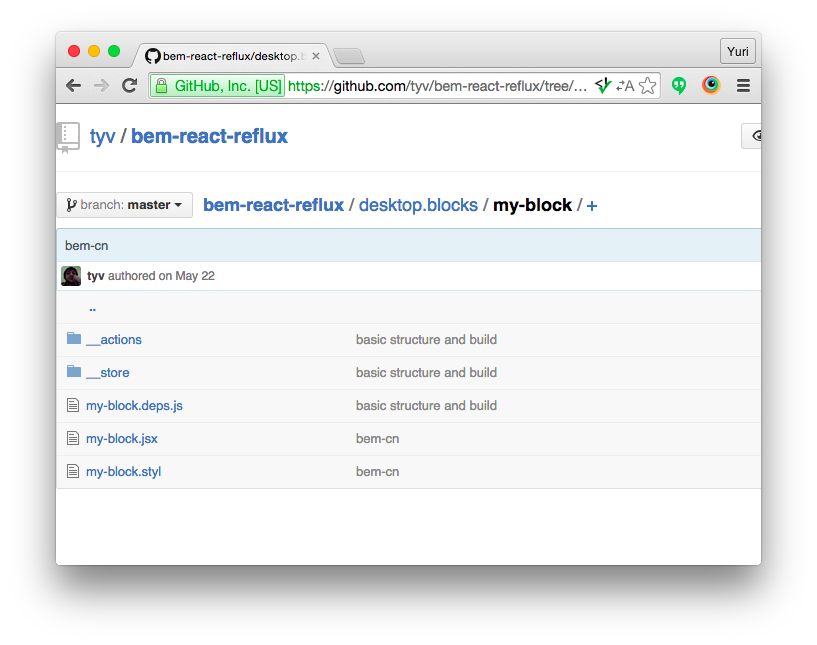 bem-react-reflux/desktop.b
Yuri
GitHub, Inc. [US] https://github.com/tyv/bem-react-reflux/tree/...
tyv / bem-react-reflux
branch: master bem-react-reflux / desktop.blocks / my-block / +
bem-cn
tyv authored on May 22
..
__actions basic structure and build
__store basic structure and build
my-block.deps.js basic structure and build
my-block.jsx bem-cn
my-block.styl bem-cn